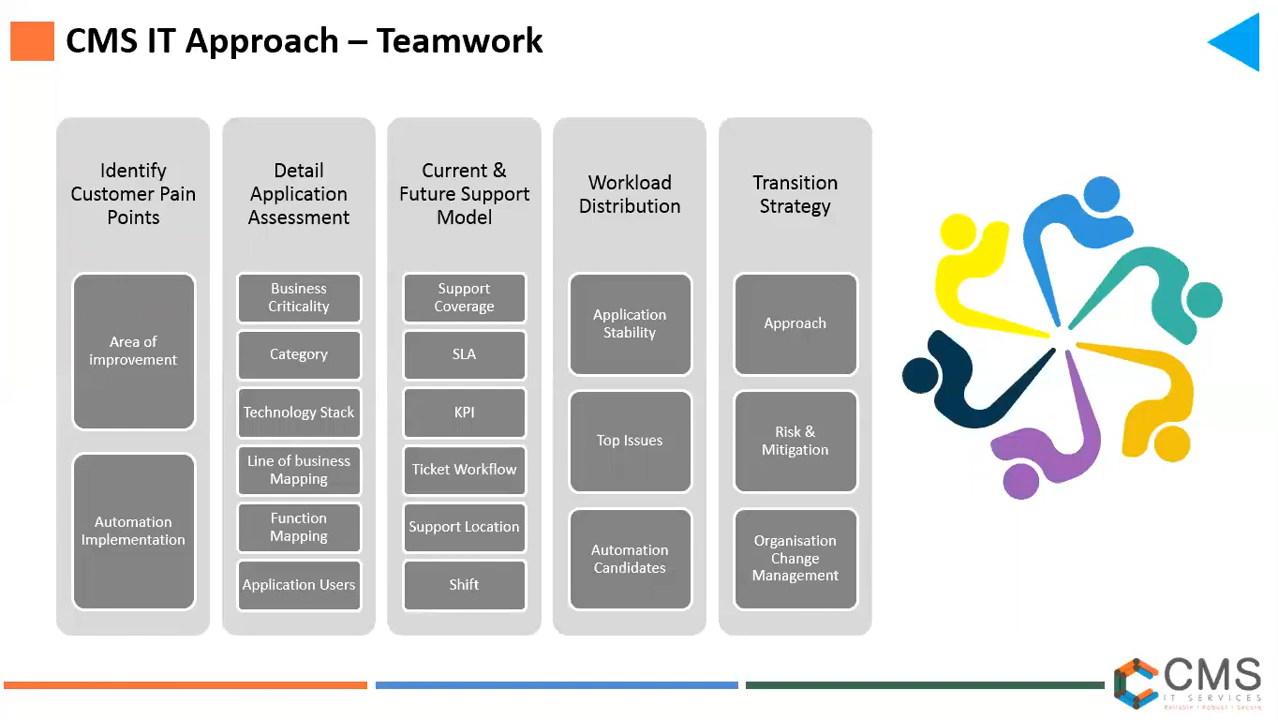 CMS IT Approach – Teamwork
Identify
Customer Pain
Points
Area of
improvement
Automation
Implementation
Detail
Application
Assessment
Business
Criticality
Category
Technology Stack
Line of business
Mapping
Function
Mapping
Application Users
Current &
Future Support
Model
Support
Coverage
SLA
KPI
Ticket Workflow
Support Location
Shift
Workload
Distribution
Application
Stability
Top Issues
Automation
Candidates
Transition
Strategy
Approach
Risk &
Mitigation
Organisation
Change
Management
CMS
IT SERVICES
Reliable | Robust | Secure